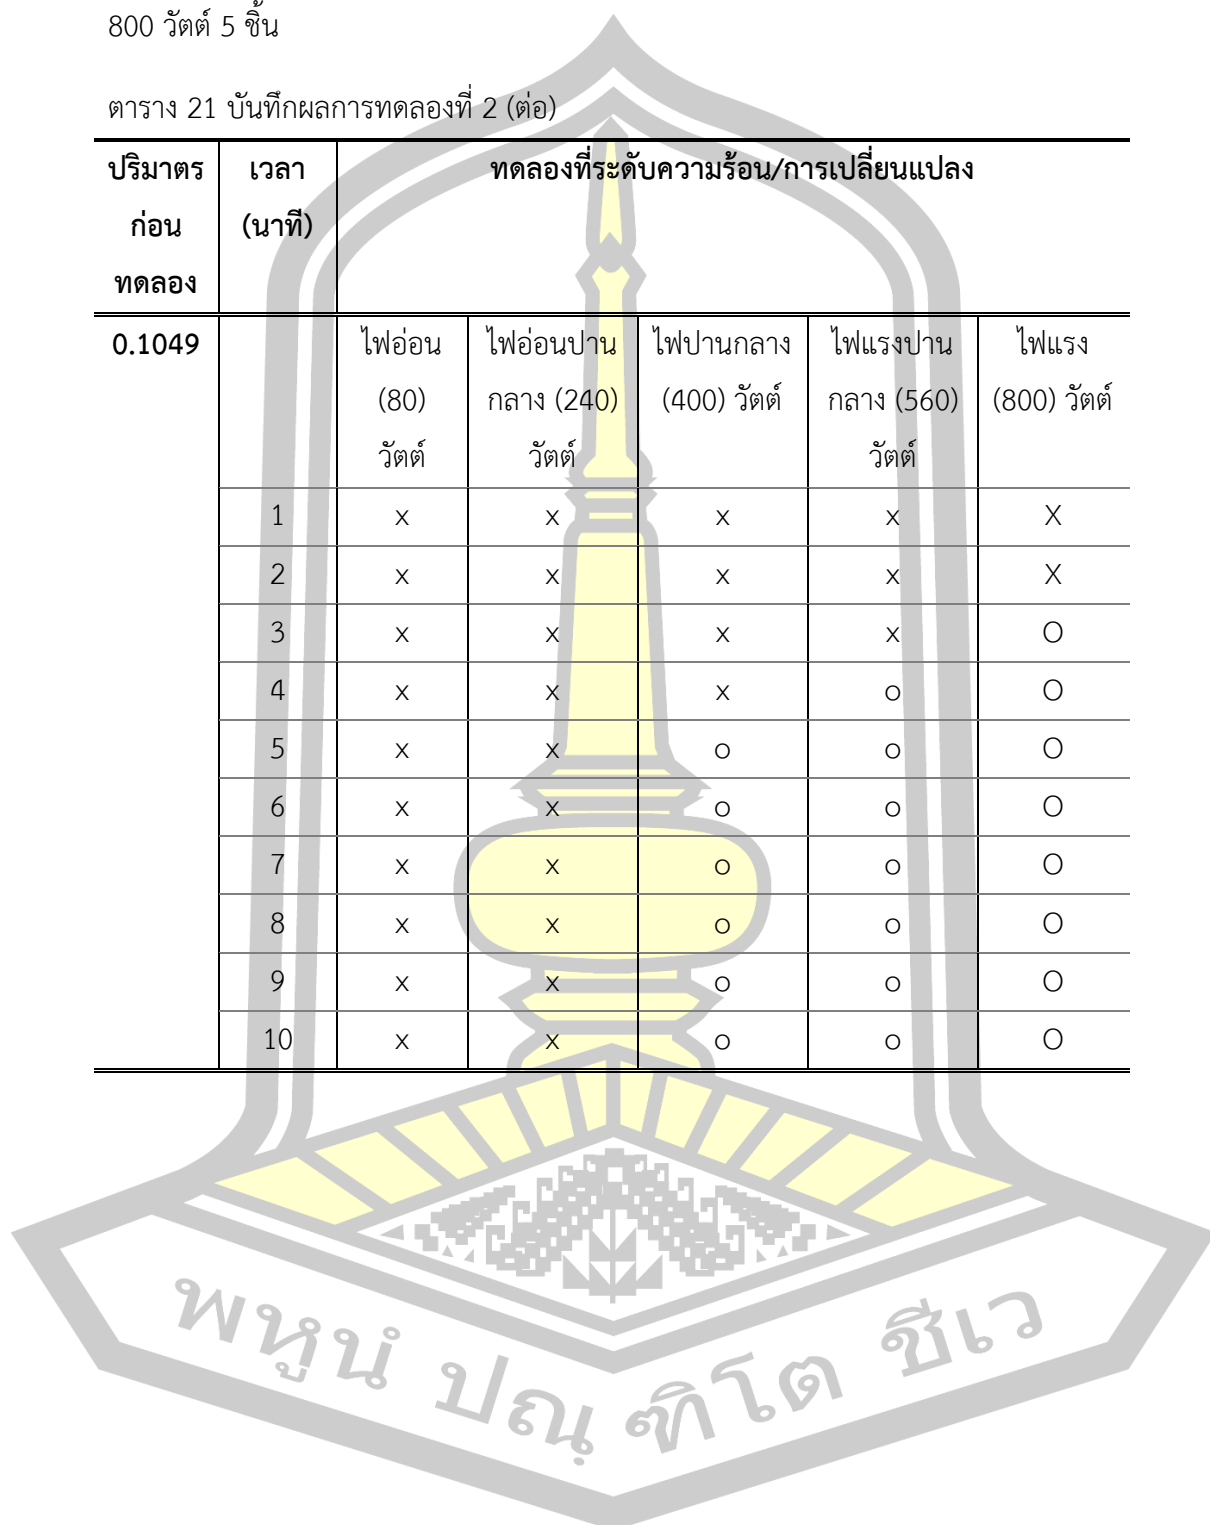 800 วัตต์ 5 ชิ้น
ตาราง 21 บันทึกผลการทดลองที่ 2 (ต่อ)
ปริมาตร เวลา ทดลองที่ระดับความร้อน/การเปลี่ยนแปลง
ก่อน (นาที)
ทดลอง
0.1049 ไฟอ่อน ไฟอ่อนปาน ไฟปานกลาง ไฟแรงปาน ไฟแรง
(80) กลาง (240) (400) วัตต์ กลาง (560) (800) วัตต์
วัตต์ วัตต์ วัตต์
1 x x x x X
2 x x x x X
3 x x x x O
4 x x x o O
5 x x o o O
6 x x o o O
7 x x o o O
8 x x o o O
9 x x o o O
10 x x o o O
พหูนํ ปณฺฑิโต ชีเว